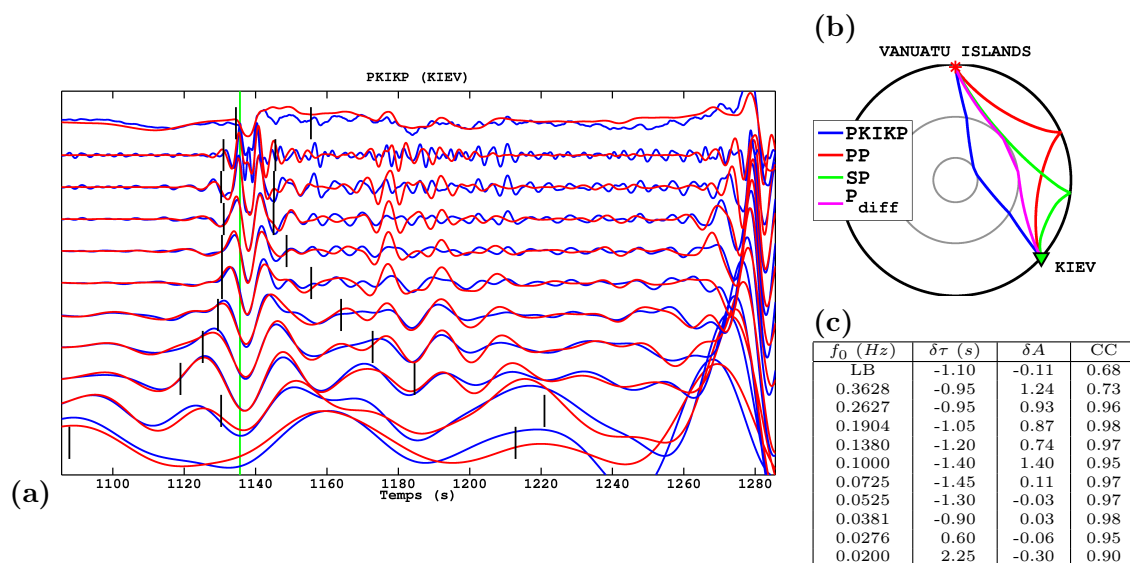 PKIKP (KIEV)
1100 1120 1140 1160 1180 1200 1220 1240 1260 1280
Temps (s)
(a)
(b)
VANUATU ISLANDS
PKIKP
PP
SP
P diff
KIEV
(c)
f0 (Hz) δτ (s) δA CC
LB -1.10 -0.11 0.68
0.3628 -0.95 1.24 0.73
0.2627 -0.95 0.93 0.96
0.1904 -1.05 0.87 0.98
0.1380 -1.20 0.74 0.97
0.1000 -1.40 1.40 0.95
0.0725 -1.45 0.11 0.97
0.0525 -1.30 -0.03 0.97
0.0381 -0.90 0.03 0.98
0.0276 0.60 -0.06 0.95
0.0200 2.25 -0.30 0.90